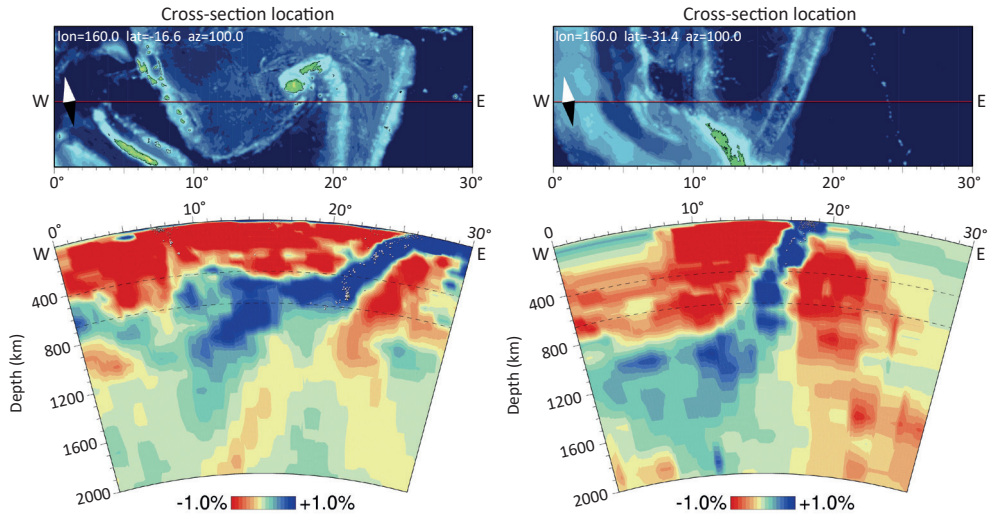 Cross-section location
lon=160.0 lat=-16.6 az=100.0
W
E
0°
10°
20°
30°
0°
10°
20°
30°
W
E
400
800
1200
1600
2000
Depth (km)
-1.0%
+1.0%
Cross-section location
lon=160.0 lat=-31.4 az=100.0
W
E
0°
10°
20°
30°
0
10°
20°
30°
W
E
400
800
1200
1600
2000
Depth (km)
-1.0%
+1.0%